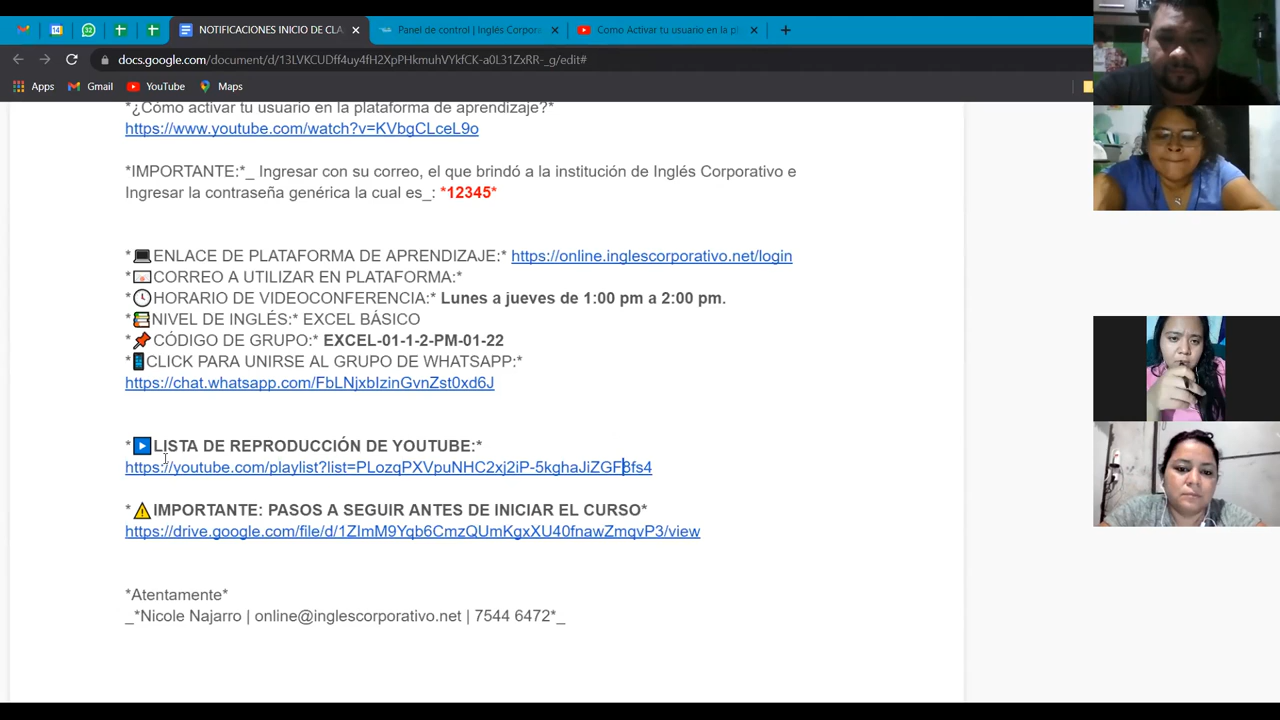 32
NOTIFICACIONES INICIO DE CLA
Panel de control | Inglés Corpora
Como Activar tu usuario en la p
docs.google.com/document/d/13LVKCUDff4uy4fH2XpPHkmuhVYkfCK-a0L31ZxRR-_g/edit#
Apps
Gmail
YouTube
Maps
*¿Cómo activar tu usuario en la plataforma de aprendizaje?*
https://www.youtube.com/watch?v=KVbgCLceL9o
*IMPORTANTE:*_ Ingresar con su correo, el que brindó a la institución de Inglés Corporativo e
Ingresar la contraseña genérica la cual es_: *12345*
*💻ENLACE DE PLATAFORMA DE APRENDIZAJE:* https://online.inglescorporativo.net/login
*📧CORREO A UTILIZAR EN PLATAFORMA:*
*🕐HORARIO DE VIDEOCONFERENCIA:* Lunes a jueves de 1:00 pm a 2:00 pm.
*📚NIVEL DE INGLÉS:* EXCEL BÁSICO
*📌CÓDIGO DE GRUPO:* EXCEL-01-1-2-PM-01-22
*📱CLICK PARA UNIRSE AL GRUPO DE WHATSAPP:*
https://chat.whatsapp.com/FbLNjxbIzinGvnZst0xd6J
*▶️LISTA DE REPRODUCCIÓN DE YOUTUBE:*
https://youtube.com/playlist?list=PLozqPXVpuNHC2xj2iP-5kghaJiZGF8fs4
*⚠️IMPORTANTE: PASOS A SEGUIR ANTES DE INICIAR EL CURSO*
https://drive.google.com/file/d/1ZImM9Yqb6CmzQUmKgxXU40fnawZmqvP3/view
*Atentamente*
_*Nicole Najarro | online@inglescorporativo.net | 7544 6472*_